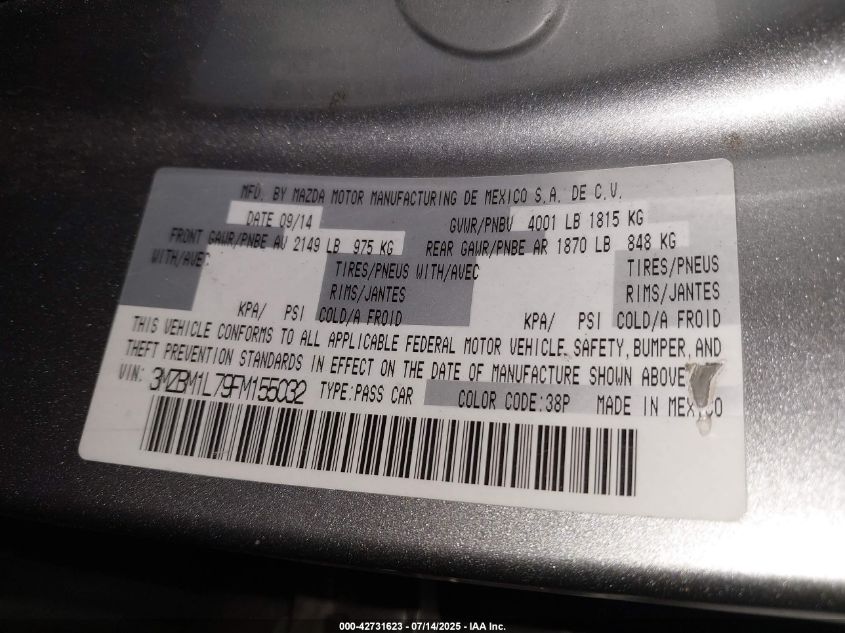 MFD. BY MAZDA MOTOR MANUFACTURING DE MEXICO S.A. DE C.V.
DATE 09/14 GVWR/PNBV 4001 LB 1815 KG
FRONT GAWR/PNBE AV 2149 LB 975 KG REAR GAWR/PNBE AR 1870 LB 848 KG
WITH/AVEC TIRES/PNEUS WITH/AVEC TIRES/PNEUS
RIMS/JANTES RIMS/JANTES
KPA/ PSI COLD/A FROID KPA/ PSI COLD/A FROID
THIS VEHICLE CONFORMS TO ALL APPLICABLE FEDERAL MOTOR VEHICLE SAFETY, BUMPER, AND
THEFT PREVENTION STANDARDS IN EFFECT ON THE DATE OF MANUFACTURE SHOWN ABOVE
VIN: 3MZBM1L79FM155032 TYPE:PASS CAR COLOR CODE:38P MADE IN MEXICO
000-42731623 - 07/14/2025 - IAA Inc.